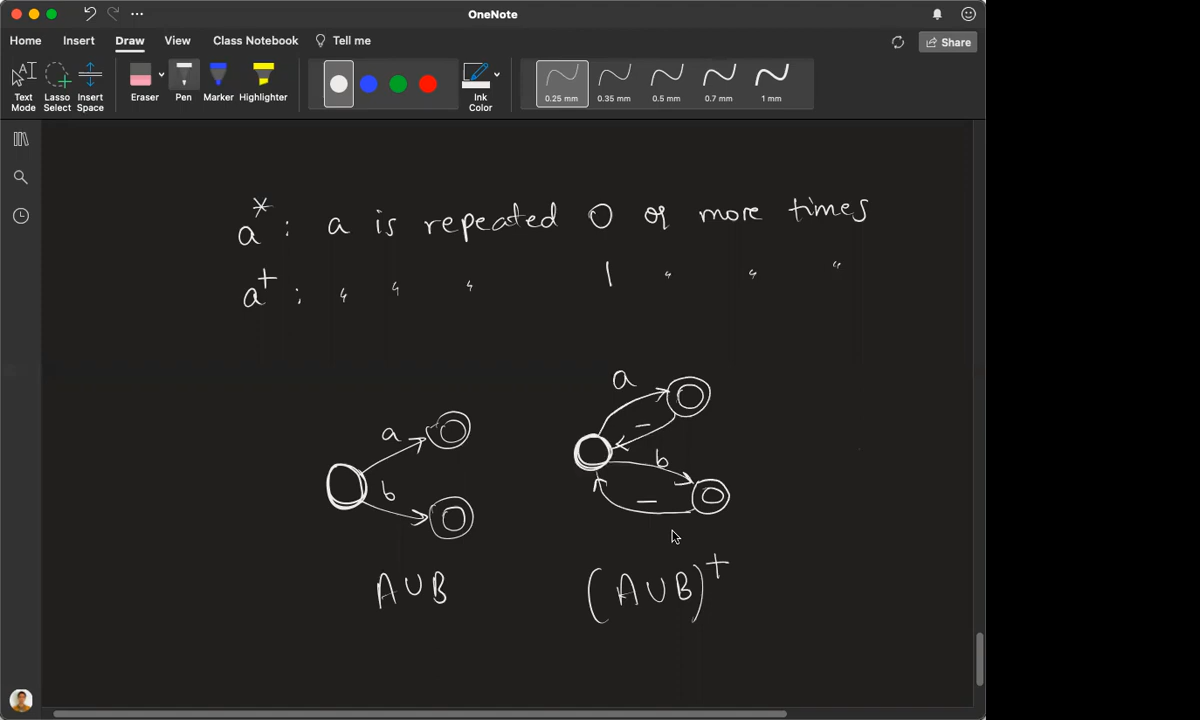 OneNote
Home Insert Draw View Class Notebook Tell me
Share
Text Mode
Lasso Select
Insert Space
Eraser
Pen
Marker
Highlighter
Ink Color
0.25 mm
0.35 mm
0.5 mm
0.7 mm
1 mm
a* : a is repeated 0 or more times
a+ : " " " 1 " " "
a
b
a
–
b
–
A ∪ B
(A ∪ B)+